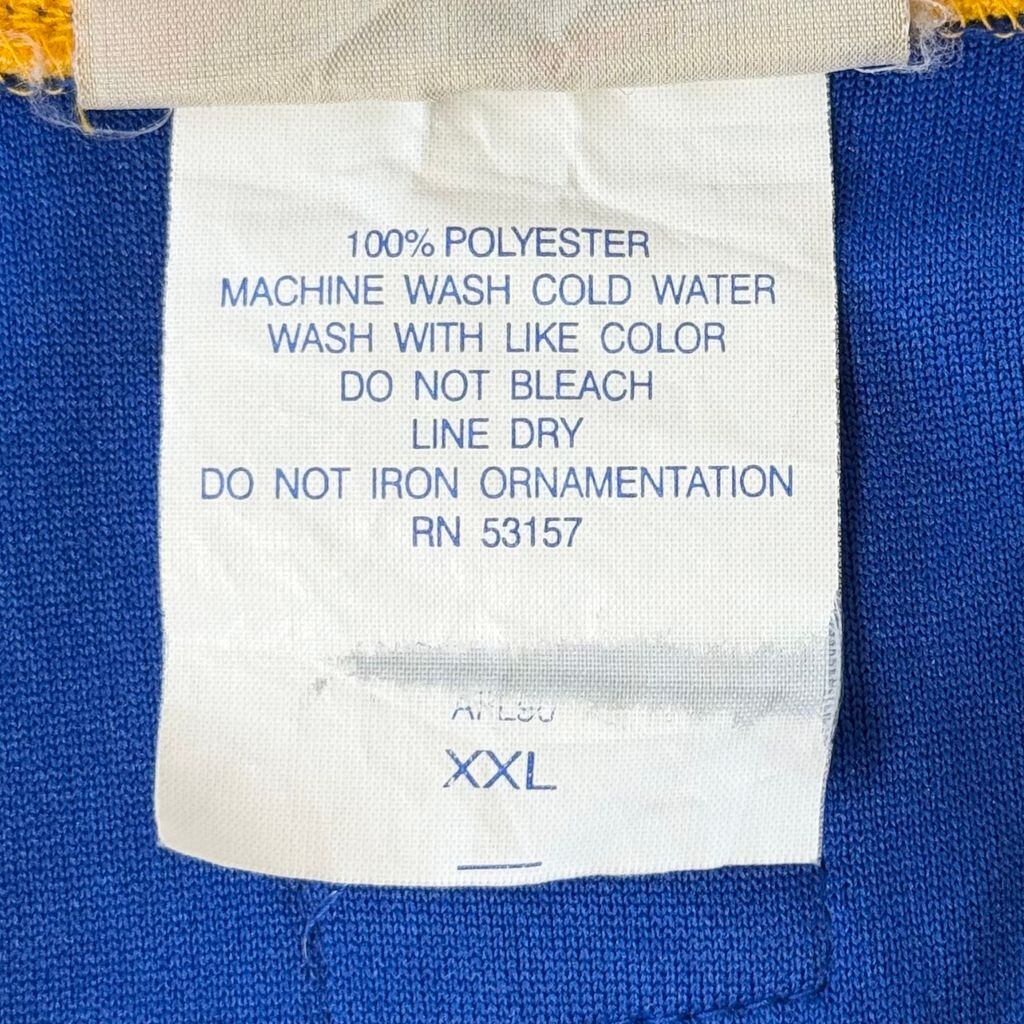 100% POLYESTER
MACHINE WASH COLD WATER
WASH WITH LIKE COLOR
DO NOT BLEACH
LINE DRY
DO NOT IRON ORNAMENTATION
RN 53157
XXL